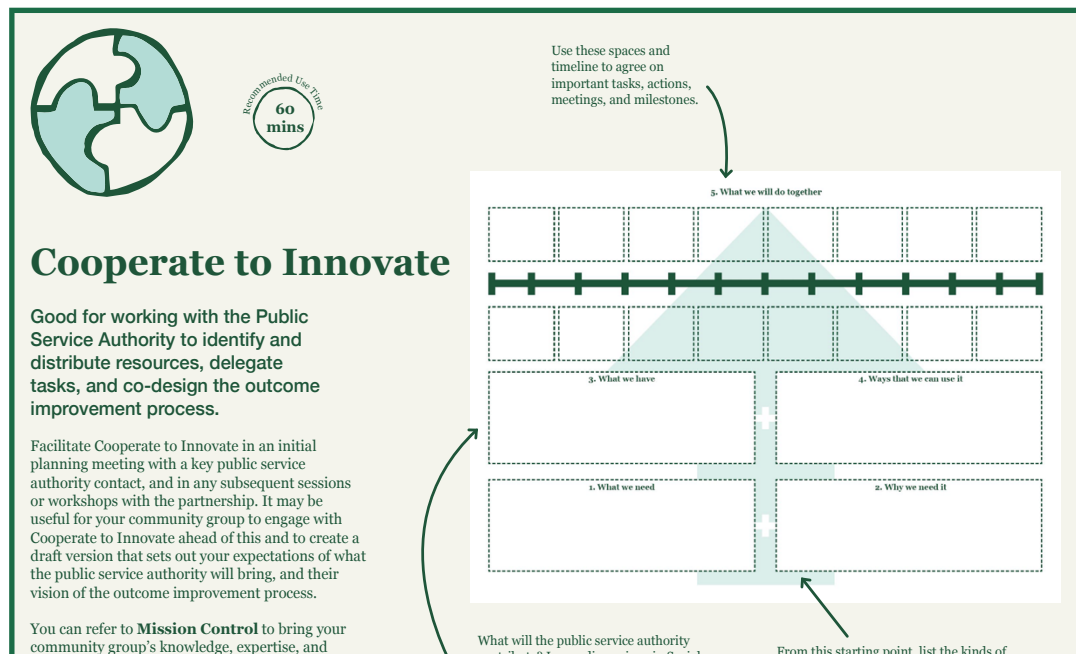 Recommended Use Time
60
mins
Use these spaces and
timeline to agree on
important tasks, actions,
meetings, and milestones.
Cooperate to Innovate
Good for working with the Public
Service Authority to identify and
distribute resources, delegate
tasks, and co-design the outcome
improvement process.
Facilitate Cooperate to Innovate in an initial
planning meeting with a key public service
authority contact, and in any subsequent sessions
or workshops with the partnership. It may be
useful for your community group to engage with
Cooperate to Innovate ahead of this and to create a
draft version that sets out your expectations of what
the public service authority will bring, and their
vision of the outcome improvement process.
You can refer to Mission Control to bring your
community group's knowledge, expertise, and
5. What we will do together
3. What we have
4. Ways that we can use it
1. What we need
2. Why we need it
What will the public service authority
From this starting point, list the kinds of